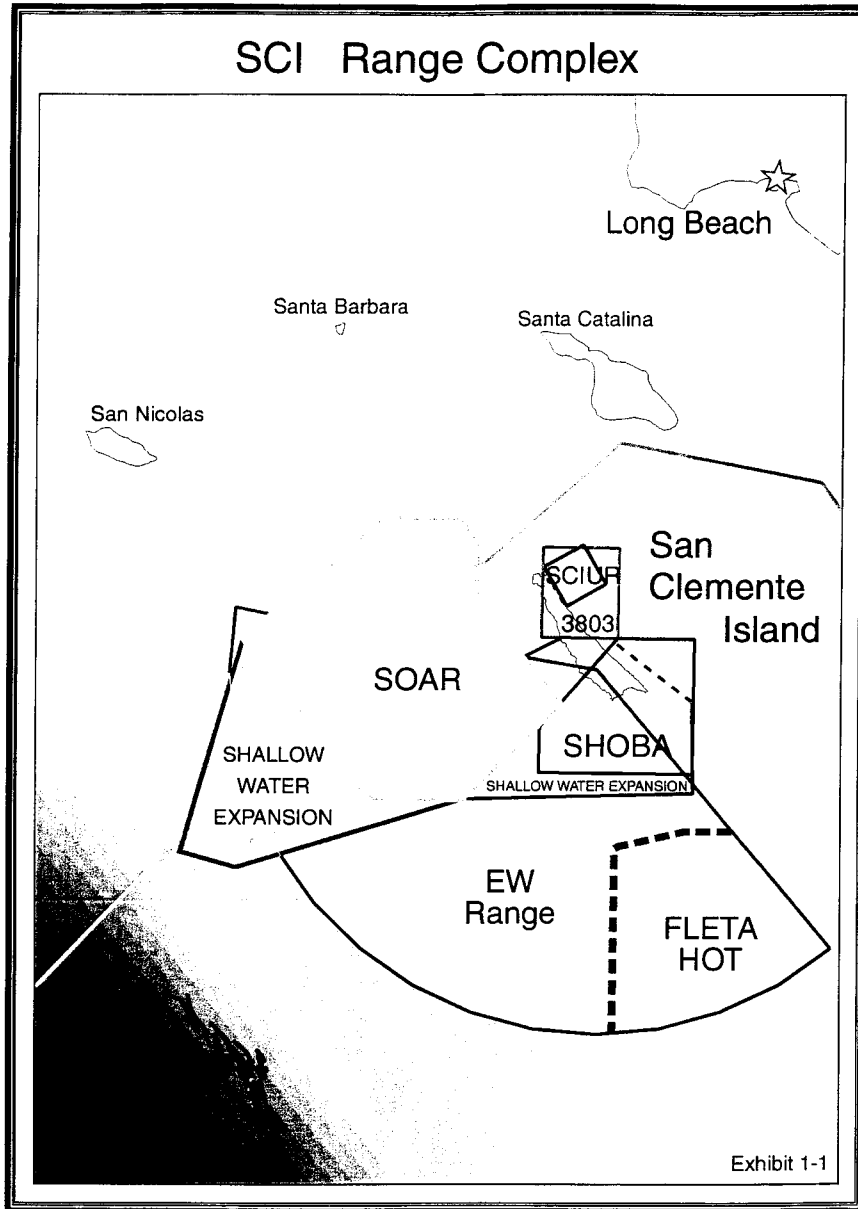 SCI Range Complex
Long Beach
Santa Barbara
Santa Catalina
San Nicolas
San
Clemente
Island
SCIUR
3803
SOAR
SHOBA
SHALLOW
WATER
EXPANSION
SHALLOW WATER EXPANSION
EW
Range
FLETA
HOT
Exhibit 1-1